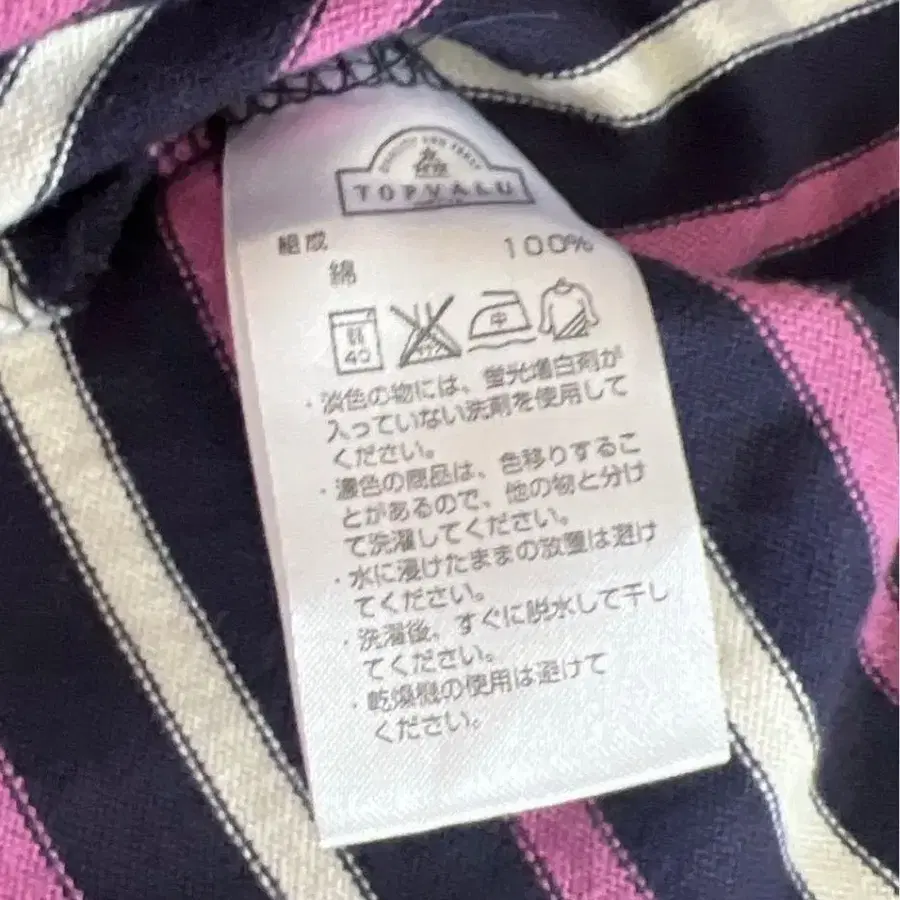 QUALITY AND
TOPVALU
組成
綿 100%
40
中
・淡色の物には、蛍光増白剤が
入っていない洗剤を使用して
ください。
・濃色の商品は、色移りするこ
とがあるので、他の物と分け
て洗濯してください。
・水に浸けたままの放置は避け
てください。
・洗濯後、すぐに脱水して干し
てください。
・乾燥機の使用は避けて
ください。